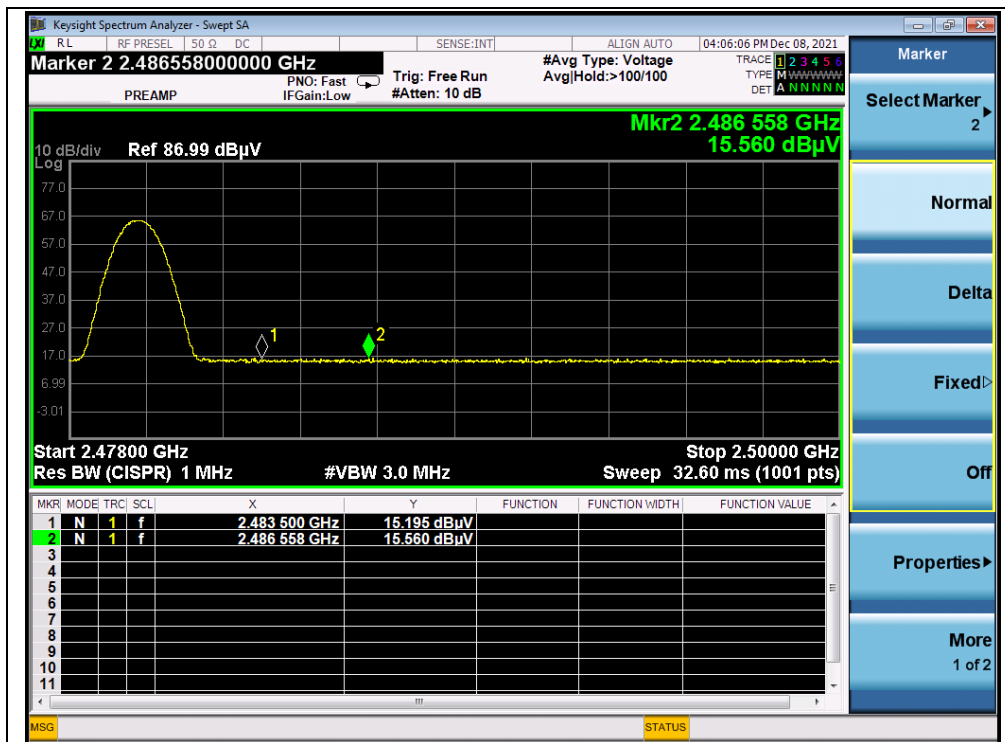 Keysight Spectrum Analyzer - Swept SA
LXI RL RF PRESEL 50 Ω DC SENSE:INT ALIGN AUTO 04:06:06 PM Dec 08, 2021
Marker 2 2.486558000000 GHz
PREAMP
PNO: Fast
IFGain:Low
Trig: Free Run
#Atten: 10 dB
#Avg Type: Voltage
Avg|Hold:>100/100
TRACE 1 2 3 4 5 6
TYPE M WWWWW
DET A N N N N N
Mkr2 2.486 558 GHz
15.560 dBµV
10 dB/div Ref 86.99 dBµV
Log
77.0
67.0
57.0
47.0
37.0
27.0
17.0
6.99
-3.01
1
2
Start 2.47800 GHz Stop 2.50000 GHz
Res BW (CISPR) 1 MHz #VBW 3.0 MHz Sweep 32.60 ms (1001 pts)
MKR MODE TRC SCL X Y FUNCTION FUNCTION WIDTH FUNCTION VALUE
1 N 1 f 2.483 500 GHz 15.195 dBµV
2 N 1 f 2.486 558 GHz 15.560 dBµV
3
4
5
6
7
8
9
10
11
MSG STATUS
Marker
Select Marker
2
Normal
Delta
Fixed
Off
Properties
More
1 of 2